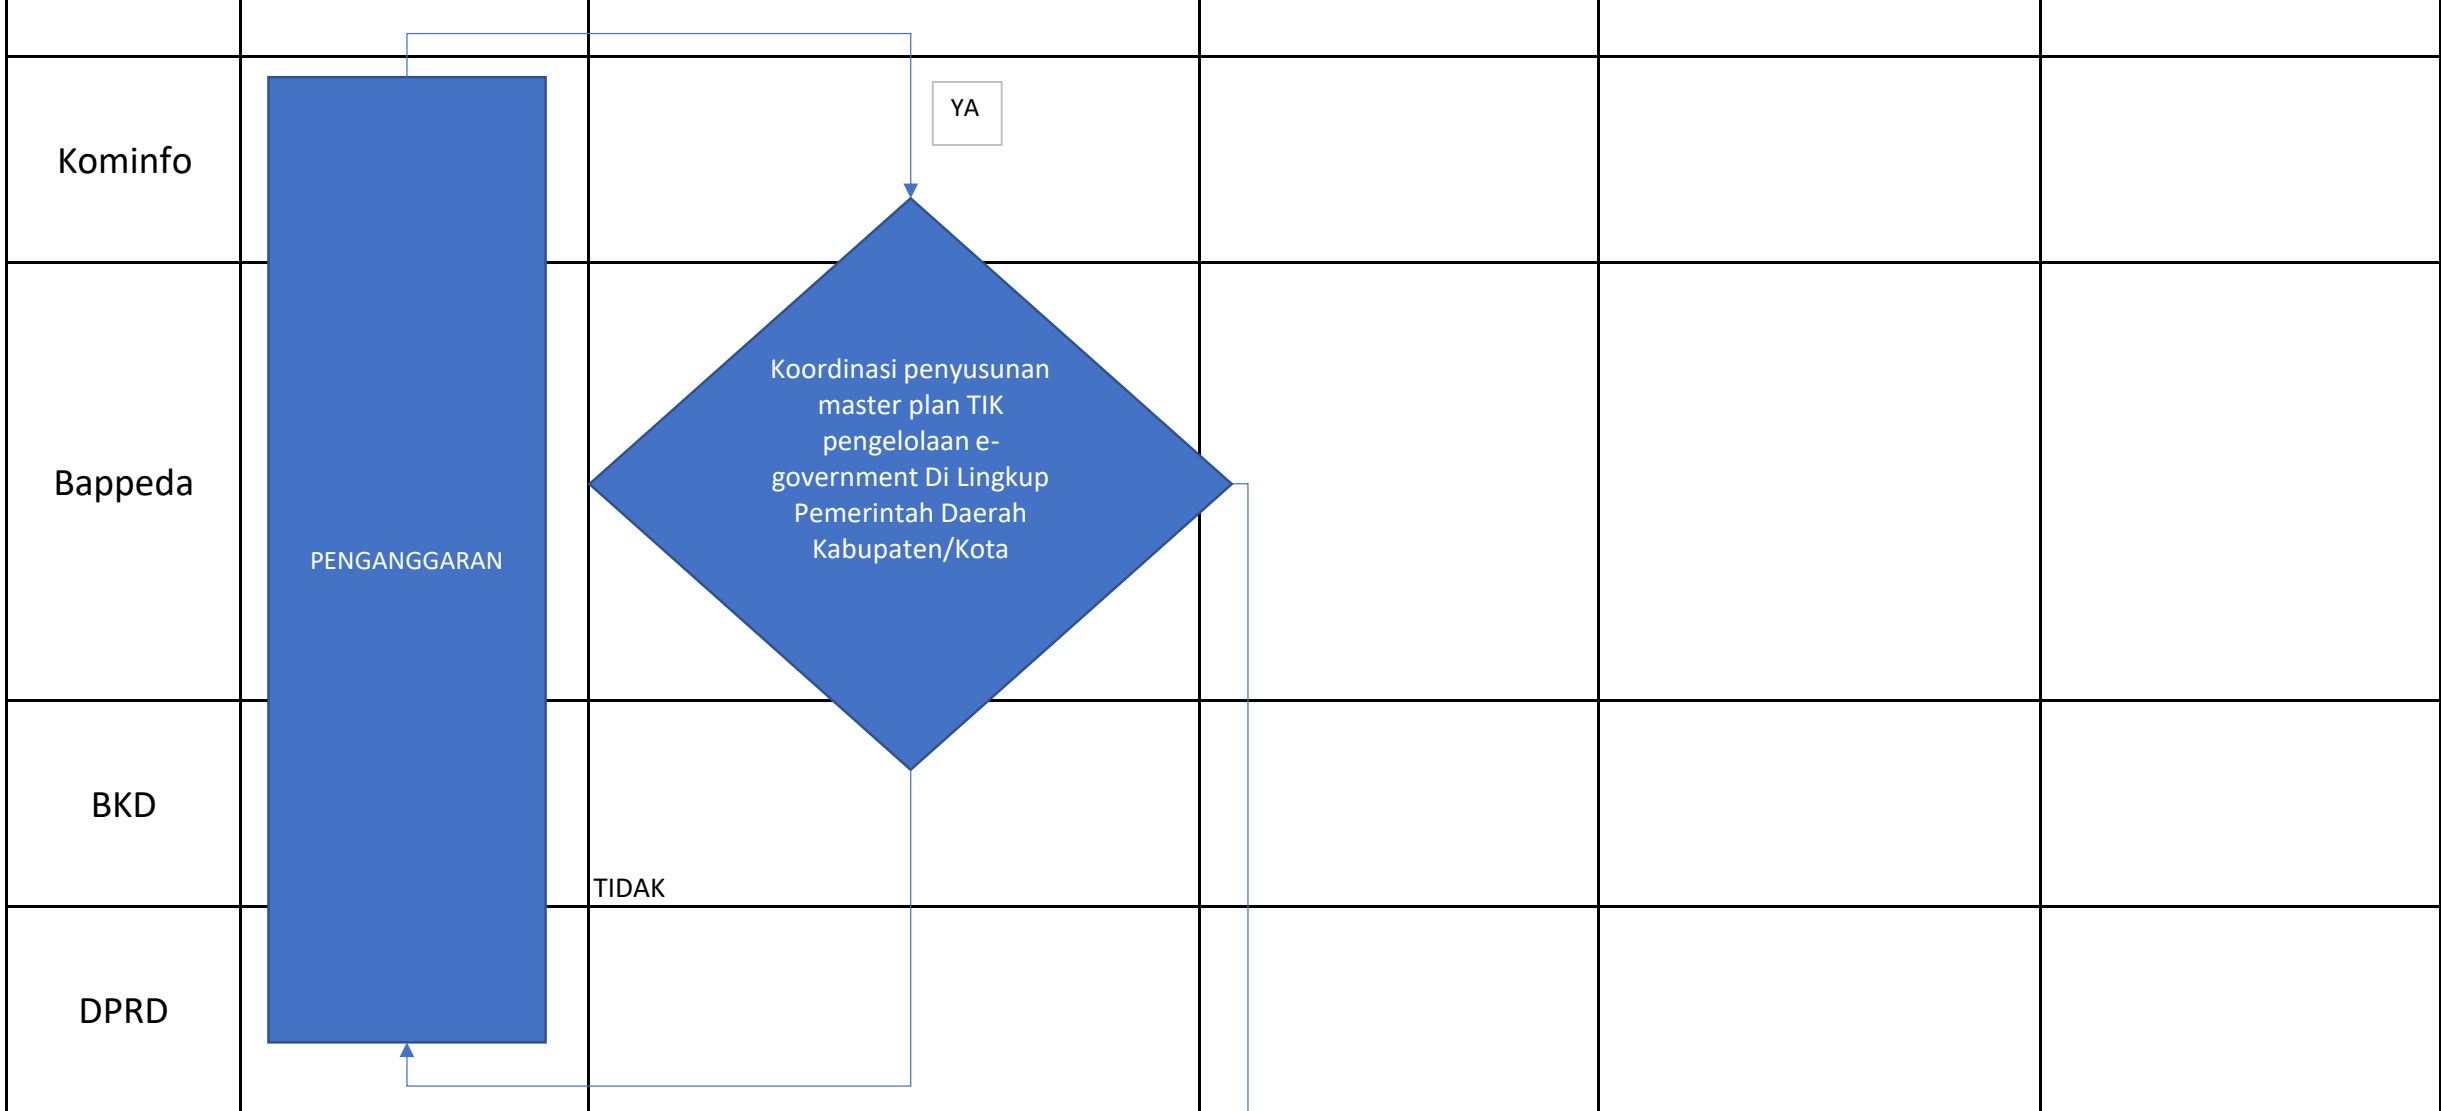 YA
Kominfo
Koordinasi penyusunan
master plan TIK
pengelolaan e-
government Di Lingkup
Pemerintah Daerah
Kabupaten/Kota
Bappeda
PENGANGGARAN
BKD
TIDAK
DPRD